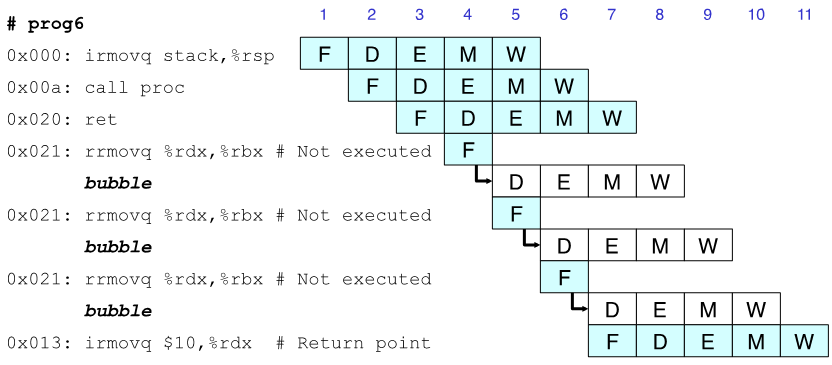 1 2 3 4 5 6 7 8 9 10 11
# prog6
0x000: irmovq stack,%rsp F D E M W
0x00a: call proc F D E M W
0x020: ret F D E M W
0x021: rrmovq %rdx,%rbx # Not executed F
bubble D E M W
0x021: rrmovq %rdx,%rbx # Not executed F
bubble D E M W
0x021: rrmovq %rdx,%rbx # Not executed F
bubble D E M W
0x013: irmovq $10,%rdx # Return point F D E M W